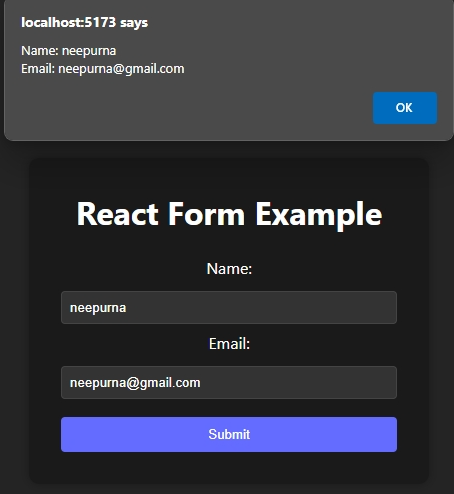 localhost:5173 says
Name: neepurna
Email: neepurna@gmail.com
OK
React Form Example
Name:
neepurna
Email:
neepurna@gmail.com
Submit